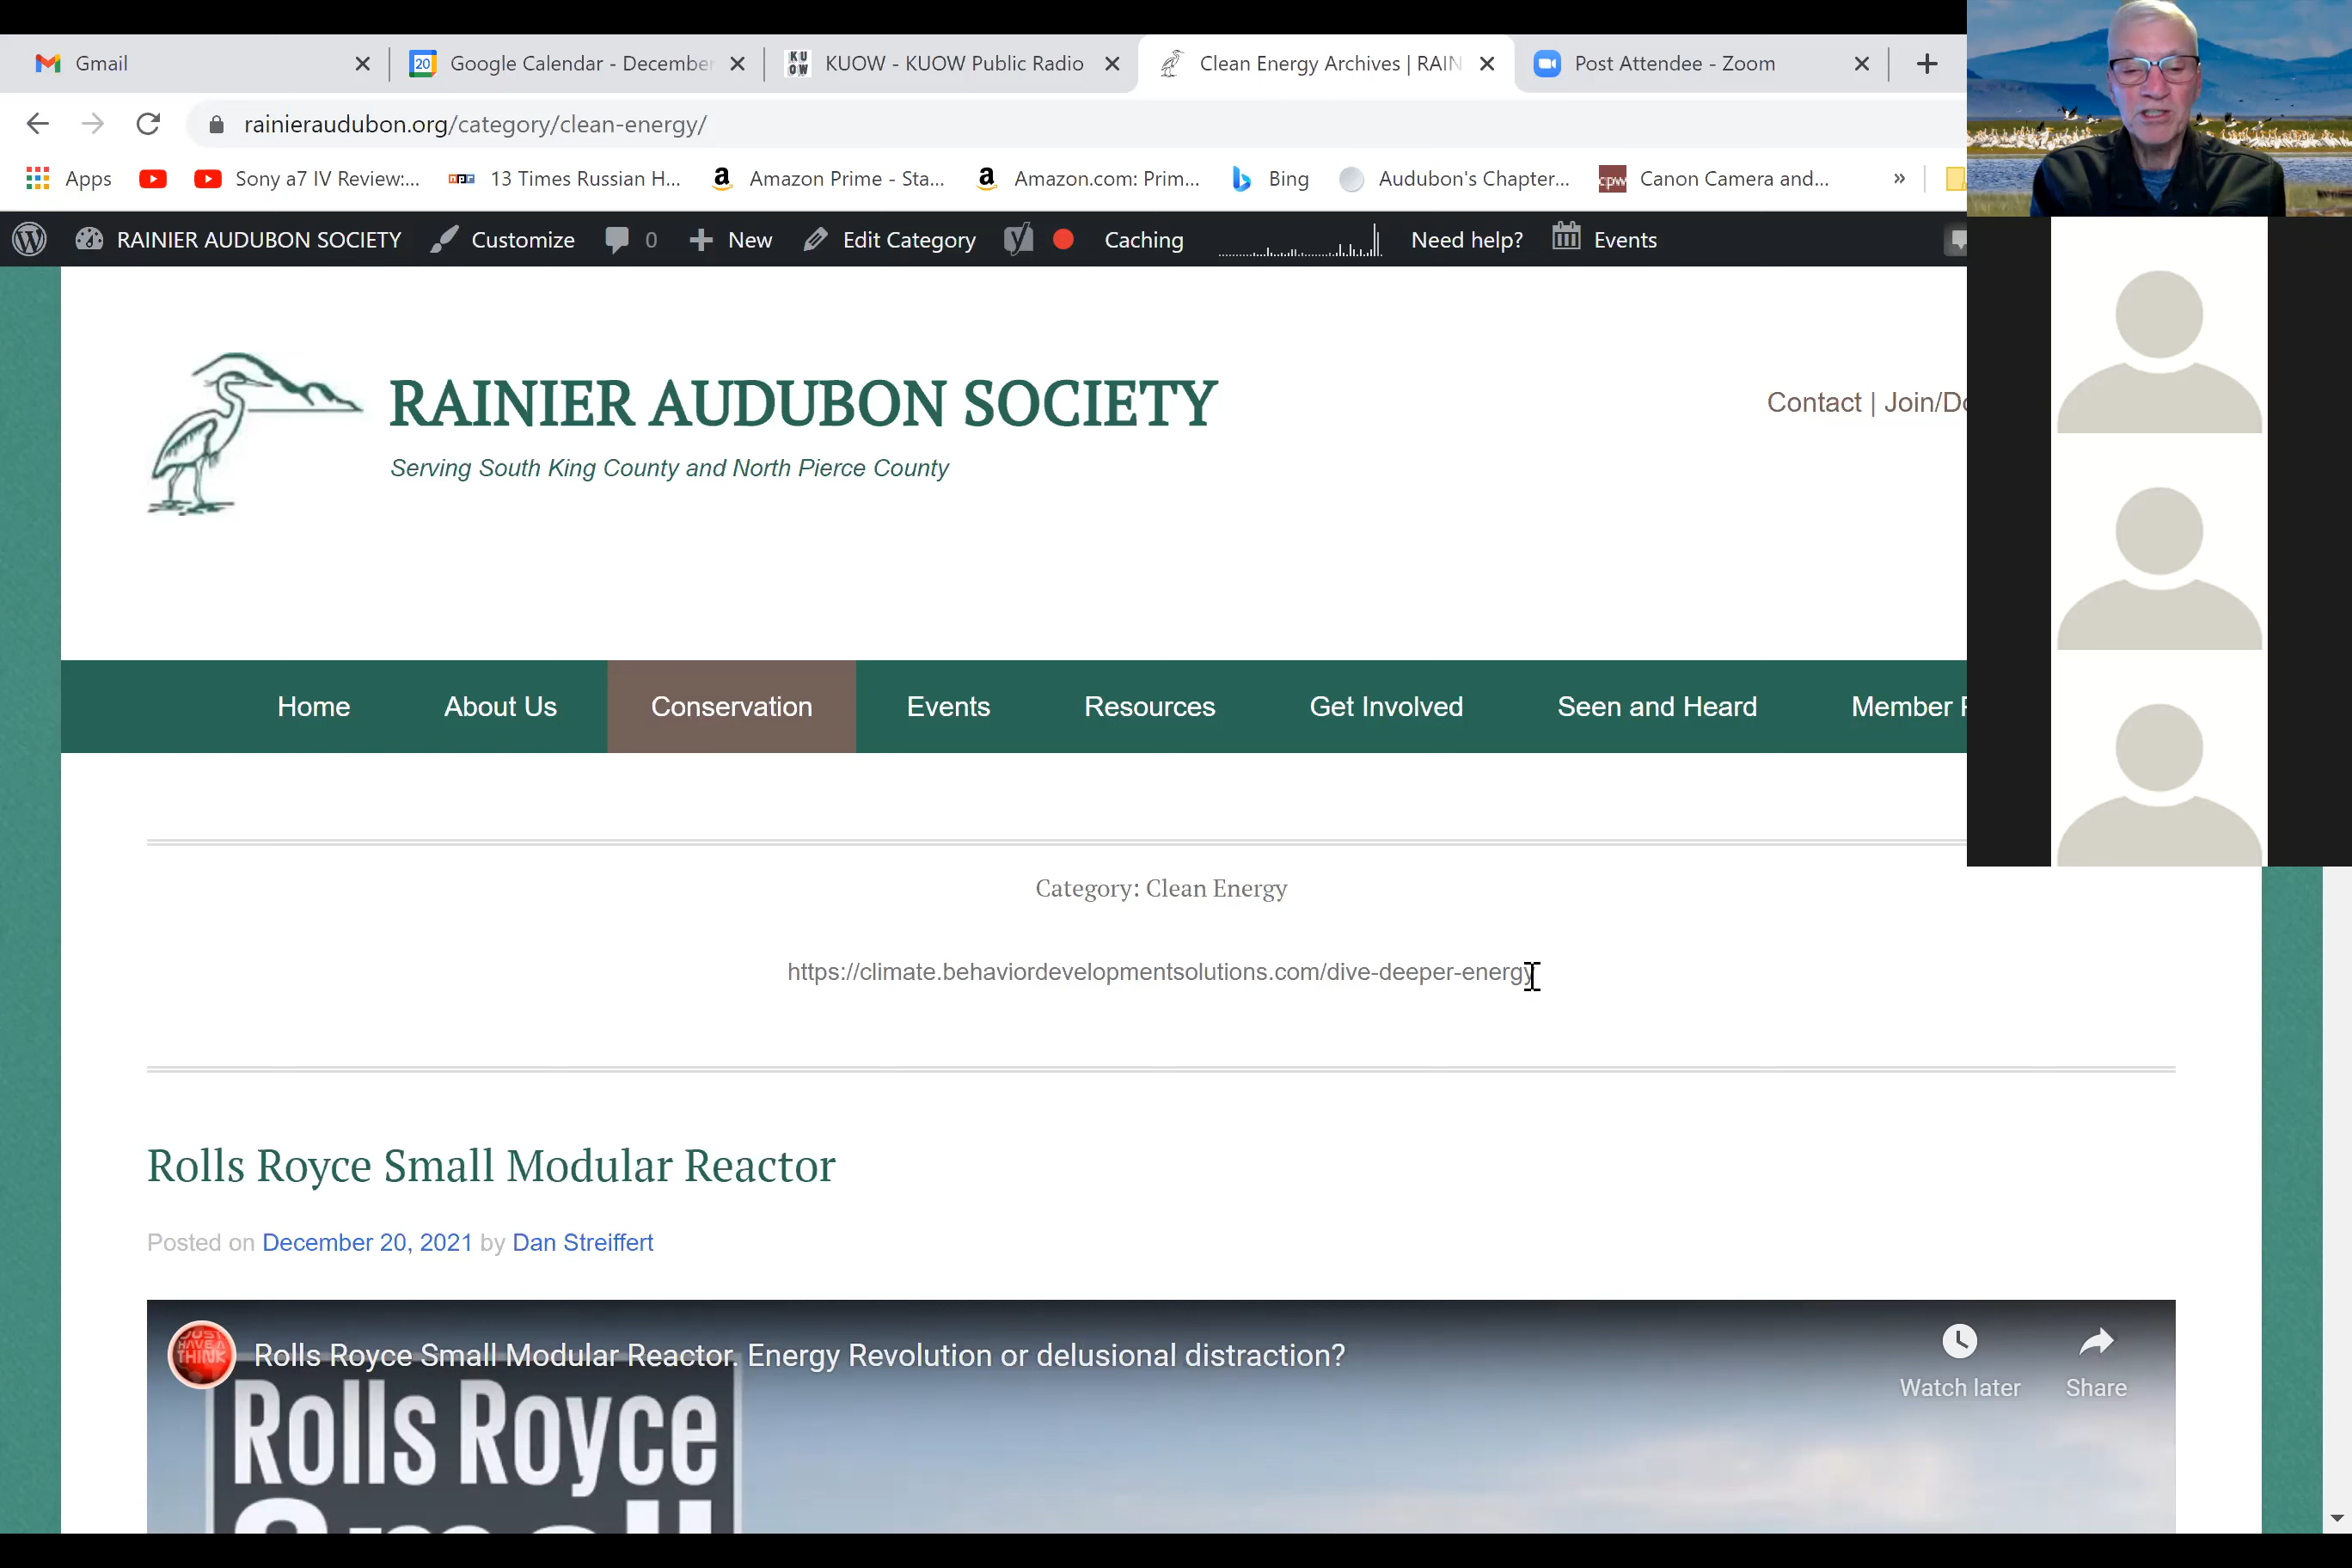 Gmail
Google Calendar - December
KUOW - KUOW Public Radio
Clean Energy Archives | RAIN
Post Attendee - Zoom
rainieraudubon.org/category/clean-energy/
Apps
Sony a7 IV Review:...
13 Times Russian H...
Amazon Prime - Sta...
Amazon.com: Prim...
Bing
Audubon's Chapter...
Canon Camera and...
RAINIER AUDUBON SOCIETY
Customize
0
New
Edit Category
Caching
Need help?
Events
RAINIER AUDUBON SOCIETY
Serving South King County and North Pierce County
Contact | Join/Do
Home
About Us
Conservation
Events
Resources
Get Involved
Seen and Heard
Member
Category: Clean Energy
https://climate.behaviordevelopmentsolutions.com/dive-deeper-energy
Rolls Royce Small Modular Reactor
Posted on December 20, 2021 by Dan Streiffert
JUST
HAVE A
THINK
Rolls Royce Small Modular Reactor. Energy Revolution or delusional distraction?
Watch later
Share
Rolls Royce
Small